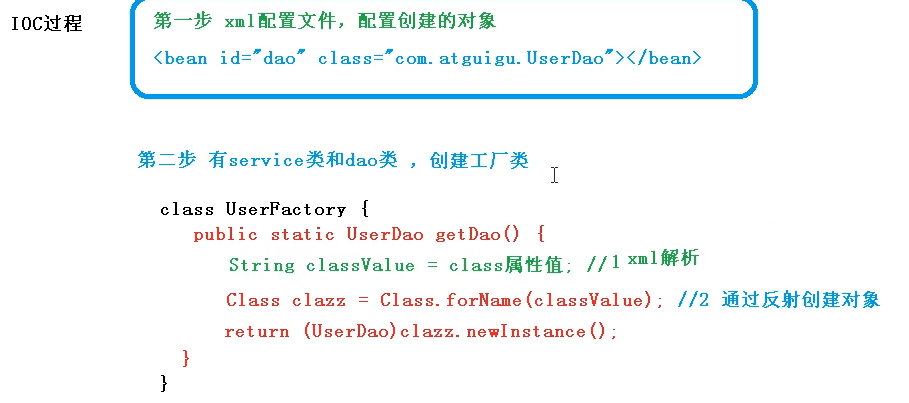 IOC过程
第一步 xml配置文件，配置创建的对象
<bean id="dao" class="com.atguigu.UserDao"></bean>
第二步 有service类和dao类 ，创建工厂类
class UserFactory {
public static UserDao getDao() {
String classValue = class属性值; //1 xml解析
Class clazz = Class.forName(classValue); //2 通过反射创建对象
return (UserDao)clazz.newInstance();
}
}